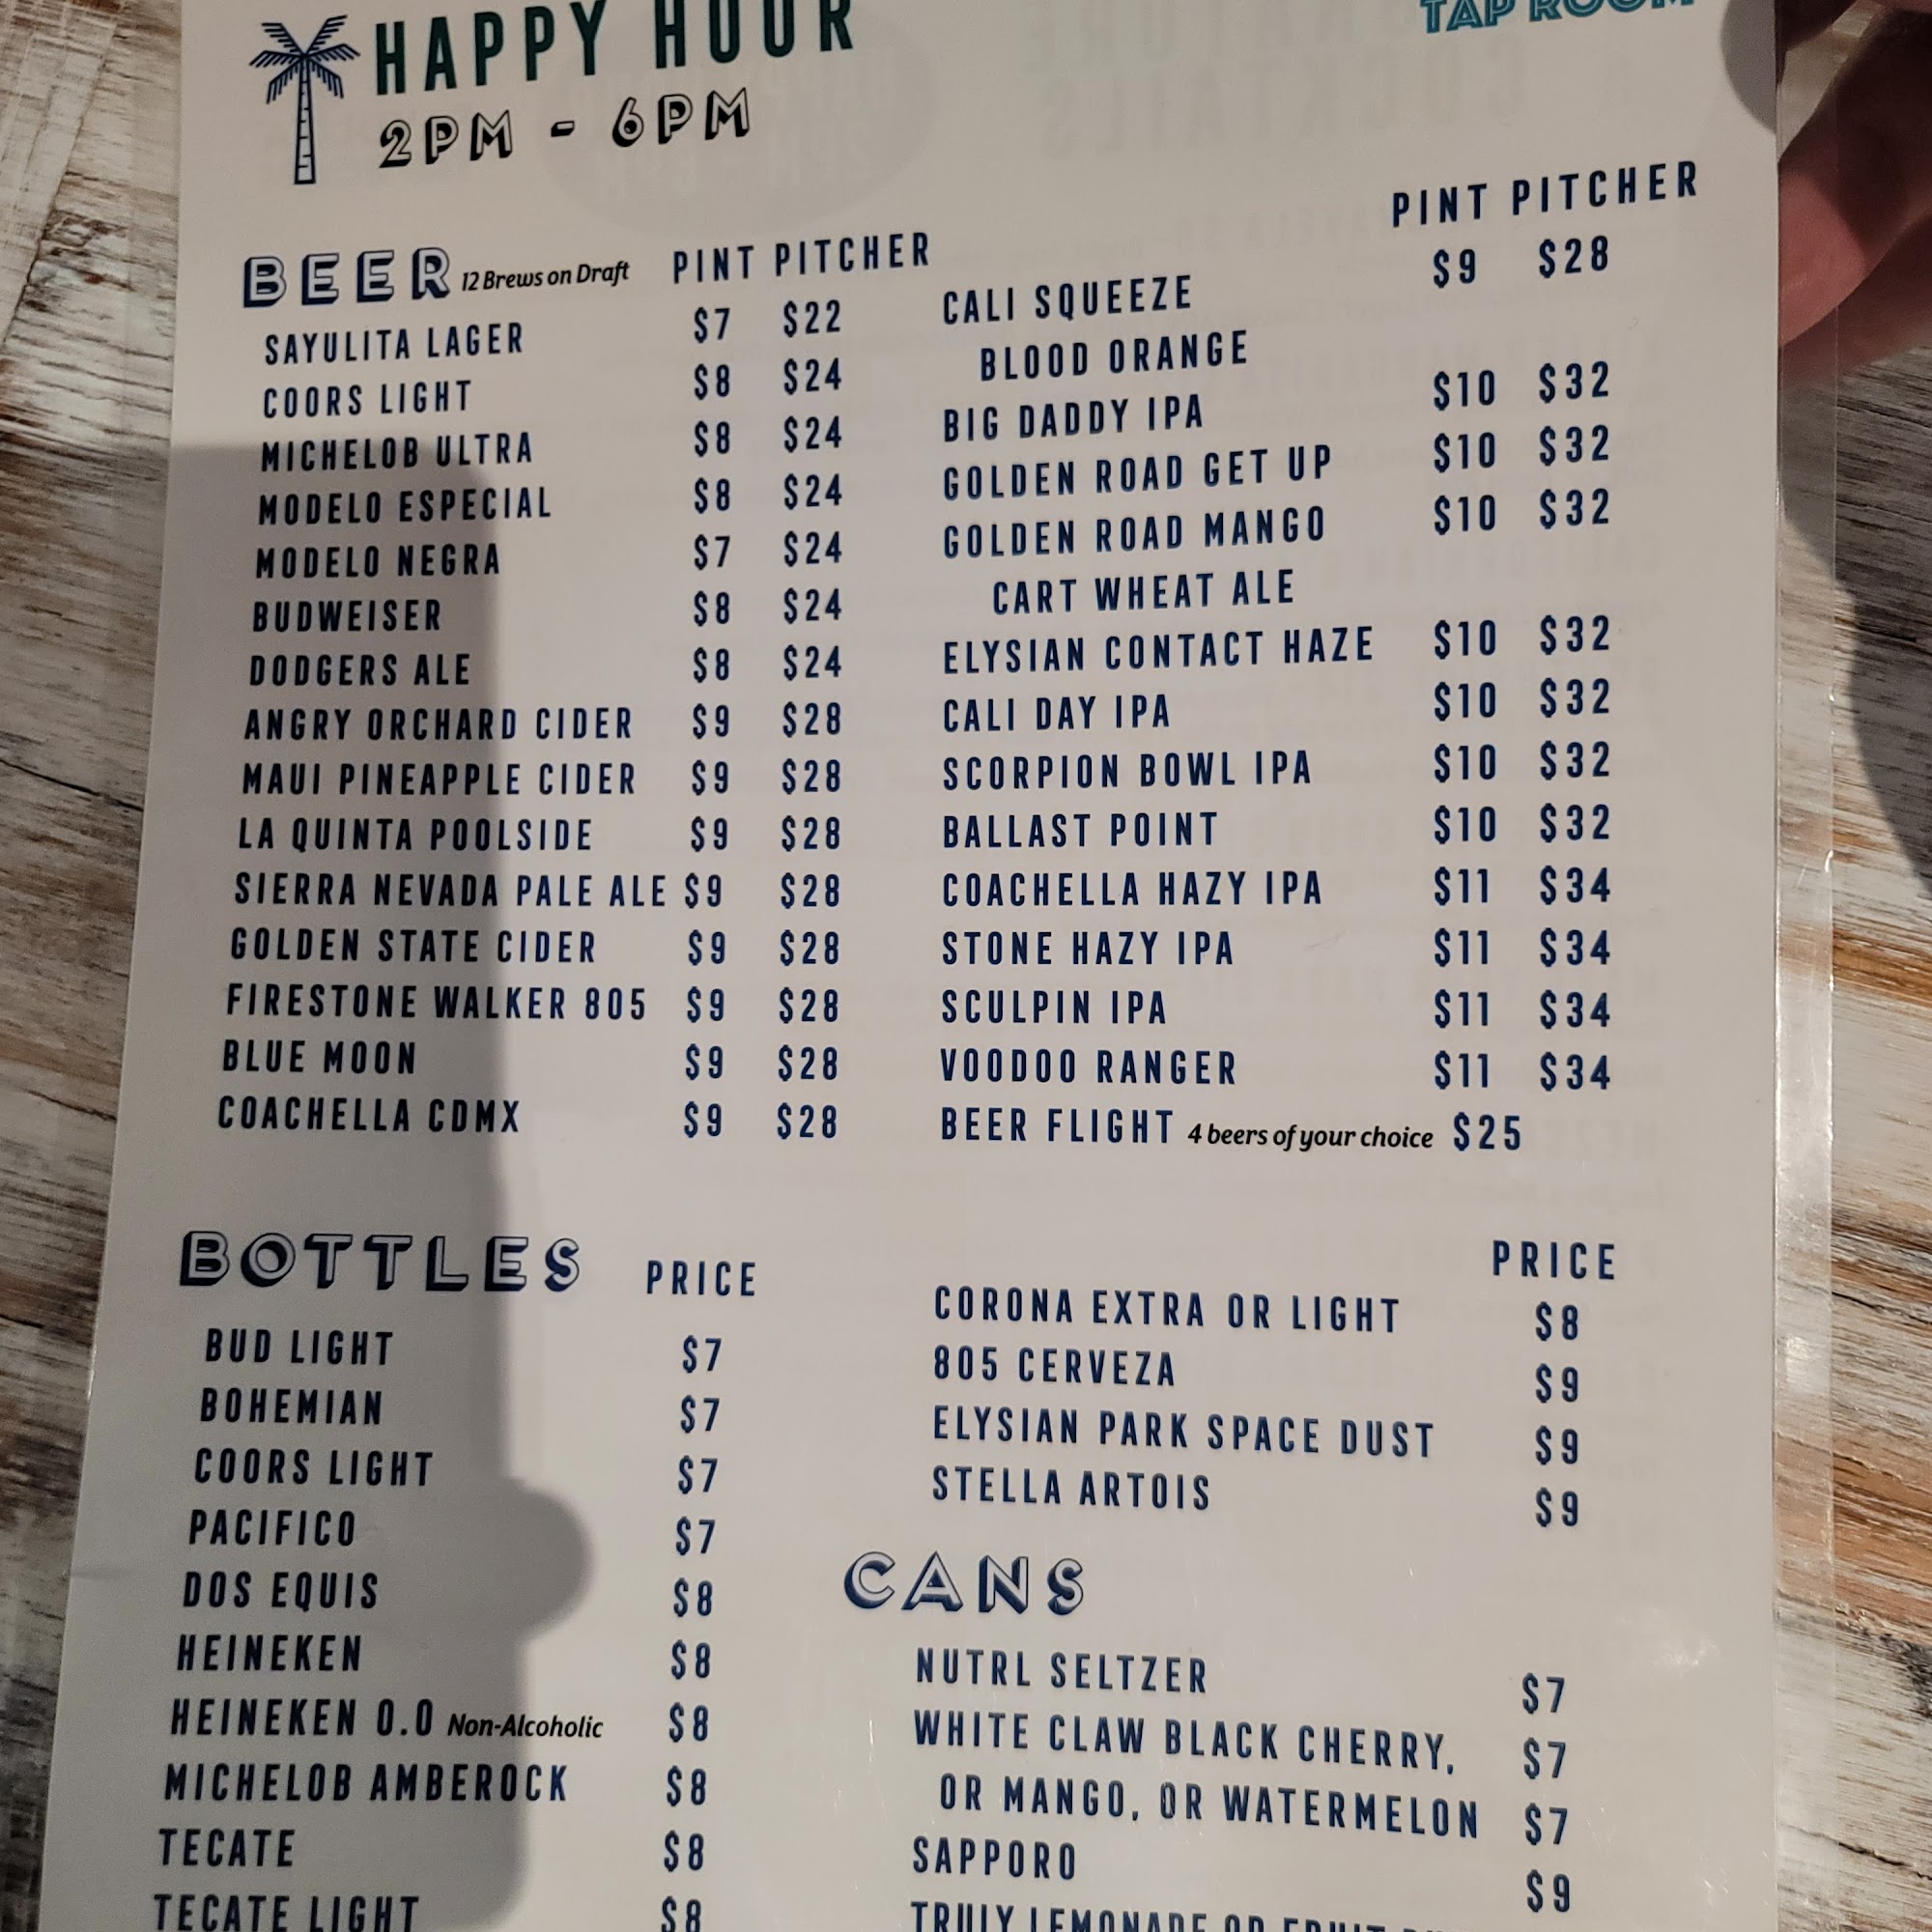 HAPPY HOUR
2PM - 6PM
TAP ROOM
BEER 12 Brews on Draft PINT PITCHER
SAYULITA LAGER $7 $22
COORS LIGHT $8 $24
MICHELOB ULTRA $8 $24
MODELO ESPECIAL $8 $24
MODELO NEGRA $7 $24
BUDWEISER $8 $24
DODGERS ALE $8 $24
ANGRY ORCHARD CIDER $9 $28
MAUI PINEAPPLE CIDER $9 $28
LA QUINTA POOLSIDE $9 $28
SIERRA NEVADA PALE ALE $9 $28
GOLDEN STATE CIDER $9 $28
FIRESTONE WALKER 805 $9 $28
BLUE MOON $9 $28
COACHELLA CDMX $9 $28
PINT PITCHER
CALI SQUEEZE $9 $28
BLOOD ORANGE
BIG DADDY IPA $10 $32
GOLDEN ROAD GET UP $10 $32
GOLDEN ROAD MANGO $10 $32
CART WHEAT ALE
ELYSIAN CONTACT HAZE $10 $32
CALI DAY IPA $10 $32
SCORPION BOWL IPA $10 $32
BALLAST POINT $10 $32
COACHELLA HAZY IPA $11 $34
STONE HAZY IPA $11 $34
SCULPIN IPA $11 $34
VOODOO RANGER $11 $34
BEER FLIGHT 4 beers of your choice $25
BOTTLES PRICE
BUD LIGHT $7
BOHEMIAN $7
COORS LIGHT $7
PACIFICO $7
DOS EQUIS $8
HEINEKEN $8
HEINEKEN 0.0 Non-Alcoholic $8
MICHELOB AMBEROCK $8
TECATE $8
TECATE LIGHT $8
PRICE
CORONA EXTRA OR LIGHT $8
805 CERVEZA $9
ELYSIAN PARK SPACE DUST $9
STELLA ARTOIS $9
CANS
NUTRL SELTZER $7
WHITE CLAW BLACK CHERRY, $7
OR MANGO, OR WATERMELON $7
SAPPORO $9
TRULY LEMONADE OR FRUIT